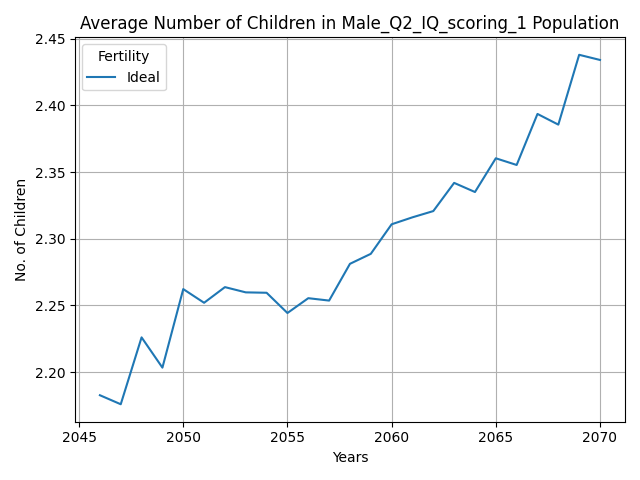 Average Number of Children in Male_Q2_IQ_scoring_1 Population
Fertility
Ideal
No. of Children
2.45
2.40
2.35
2.30
2.25
2.20
2045 2050 2055 2060 2065 2070
Years